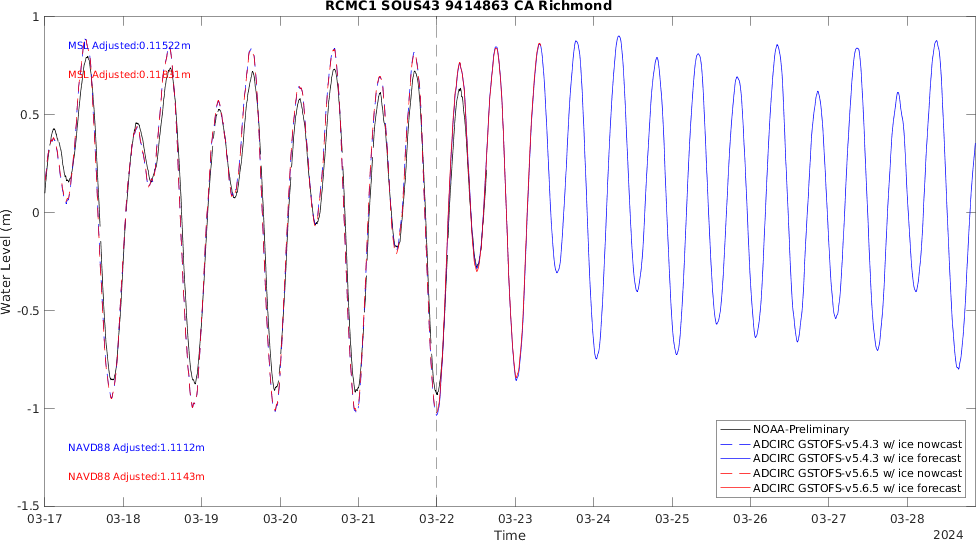 RCMC1 SOUS43 9414863 CA Richmond
MSL Adjusted:0.11522m
MSL Adjusted:0.11831m
Water Level (m)
1
0.5
0
-0.5
-1
-1.5
NAVD88 Adjusted:1.1112m
NAVD88 Adjusted:1.1143m
NOAA-Preliminary
ADCIRC GSTOFS-v5.4.3 w/ ice nowcast
ADCIRC GSTOFS-v5.4.3 w/ ice forecast
ADCIRC GSTOFS-v5.6.5 w/ ice nowcast
ADCIRC GSTOFS-v5.6.5 w/ ice forecast
03-17 03-18 03-19 03-20 03-21 03-22 03-23 03-24 03-25 03-26 03-27 03-28
Time
2024